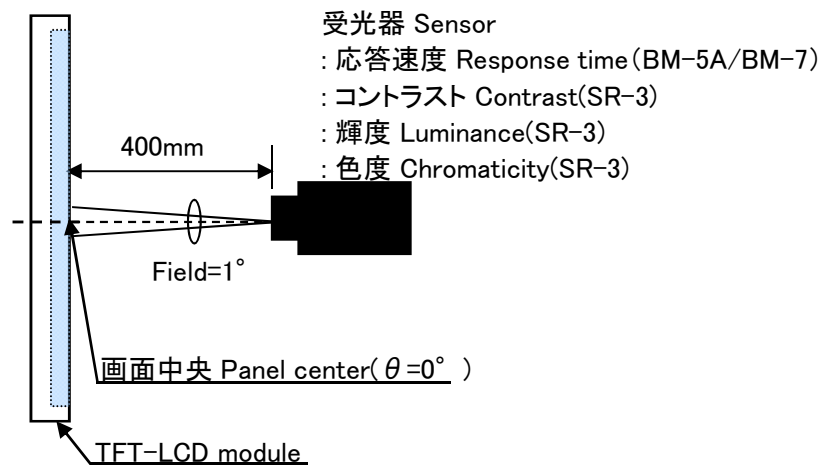 受光器 Sensor
: 応答速度 Response time(BM-5A/BM-7)
: コントラスト Contrast(SR-3)
: 輝度 Luminance(SR-3)
: 色度 Chromaticity(SR-3)
400mm
Field=1°
画面中央 Panel center(θ=0° )
TFT-LCD module